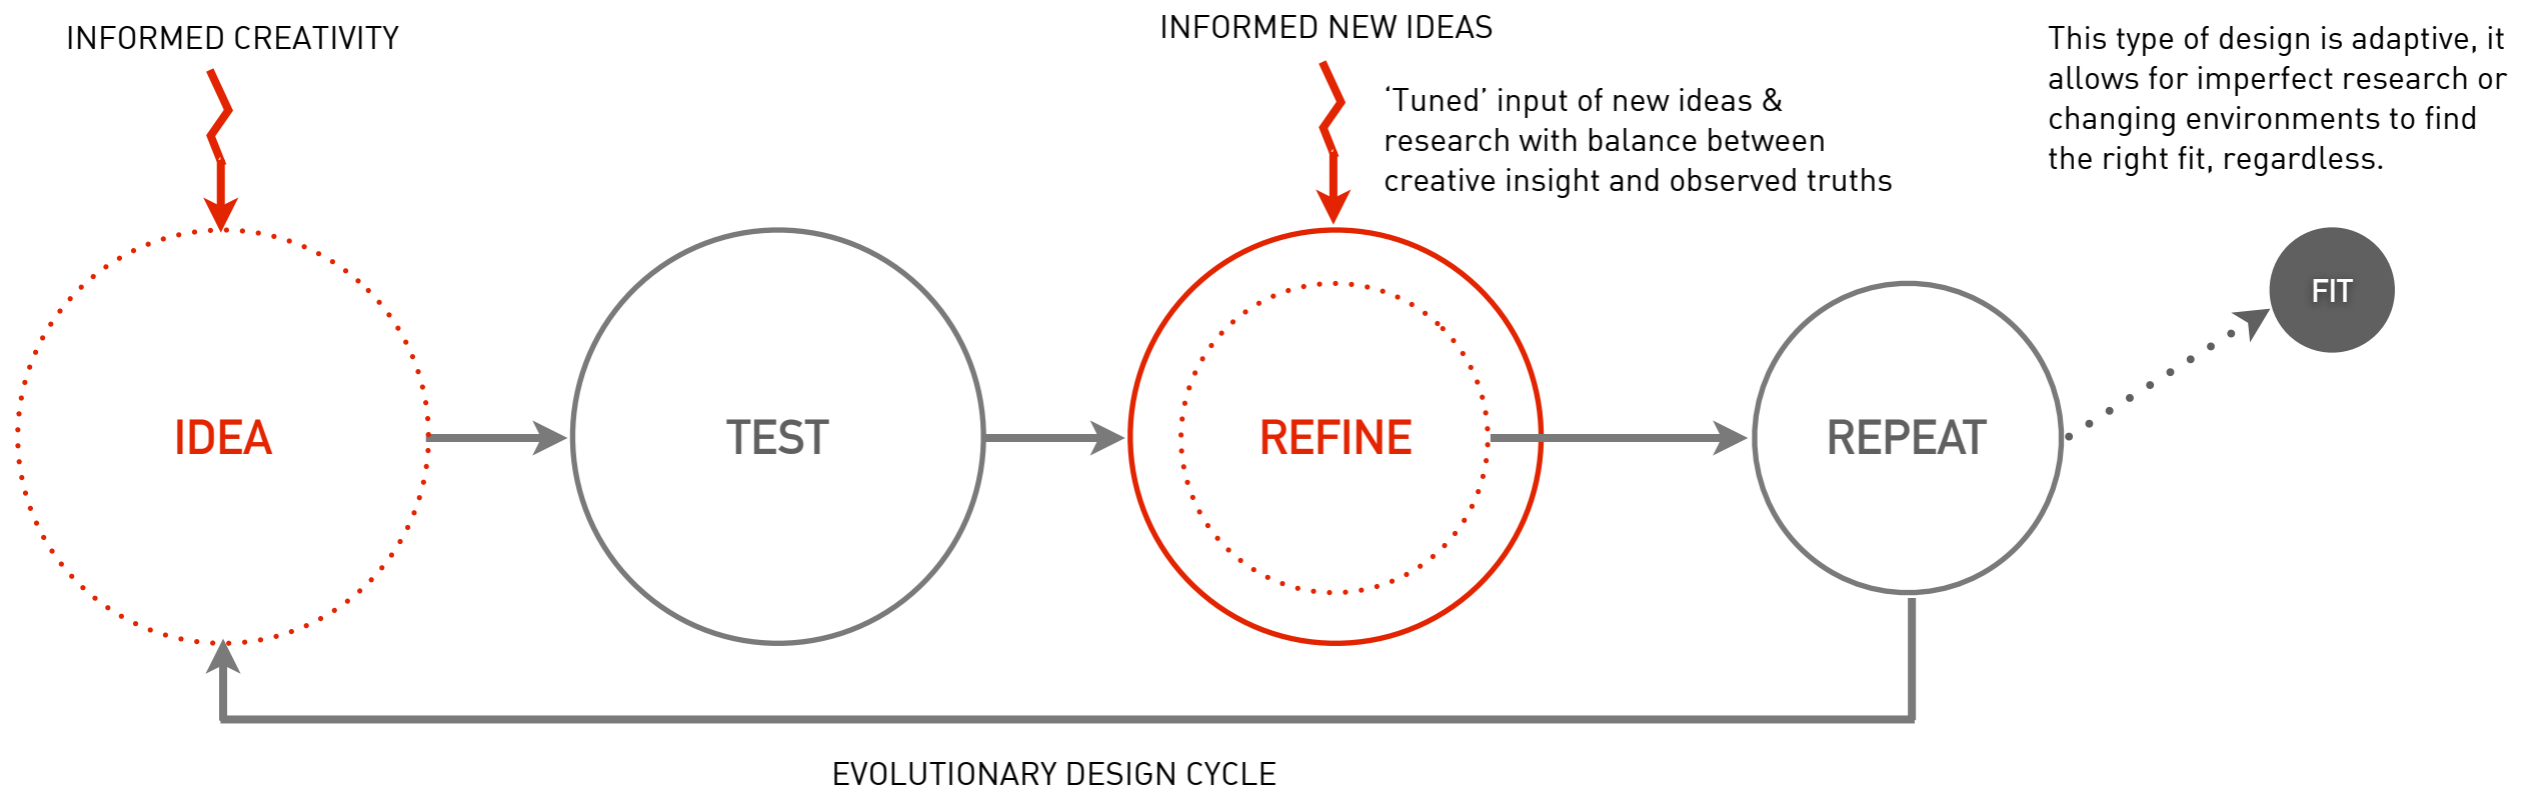 INFORMED CREATIVITY
INFORMED NEW IDEAS
‘Tuned’ input of new ideas &
research with balance between
creative insight and observed truths
This type of design is adaptive, it
allows for imperfect research or
changing environments to find
the right fit, regardless.
IDEA
TEST
REFINE
REPEAT
FIT
EVOLUTIONARY DESIGN CYCLE